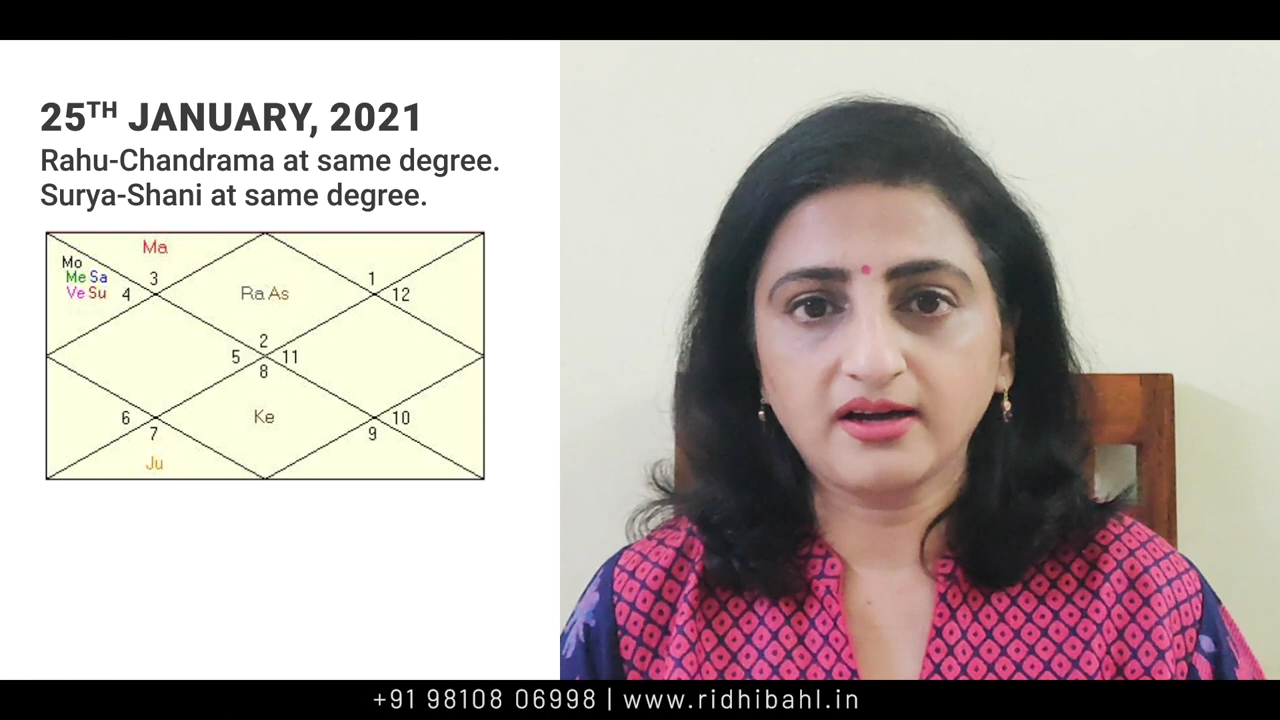 25TH JANUARY, 2021
Rahu-Chandrama at same degree.
Surya-Shani at same degree.
Ma
Mo
Me Sa
Ve Su
3
4
Ra As
1
12
2
5
11
8
Ke
6
7
10
9
Ju
+91 98108 06998 | www.ridhibahl.in